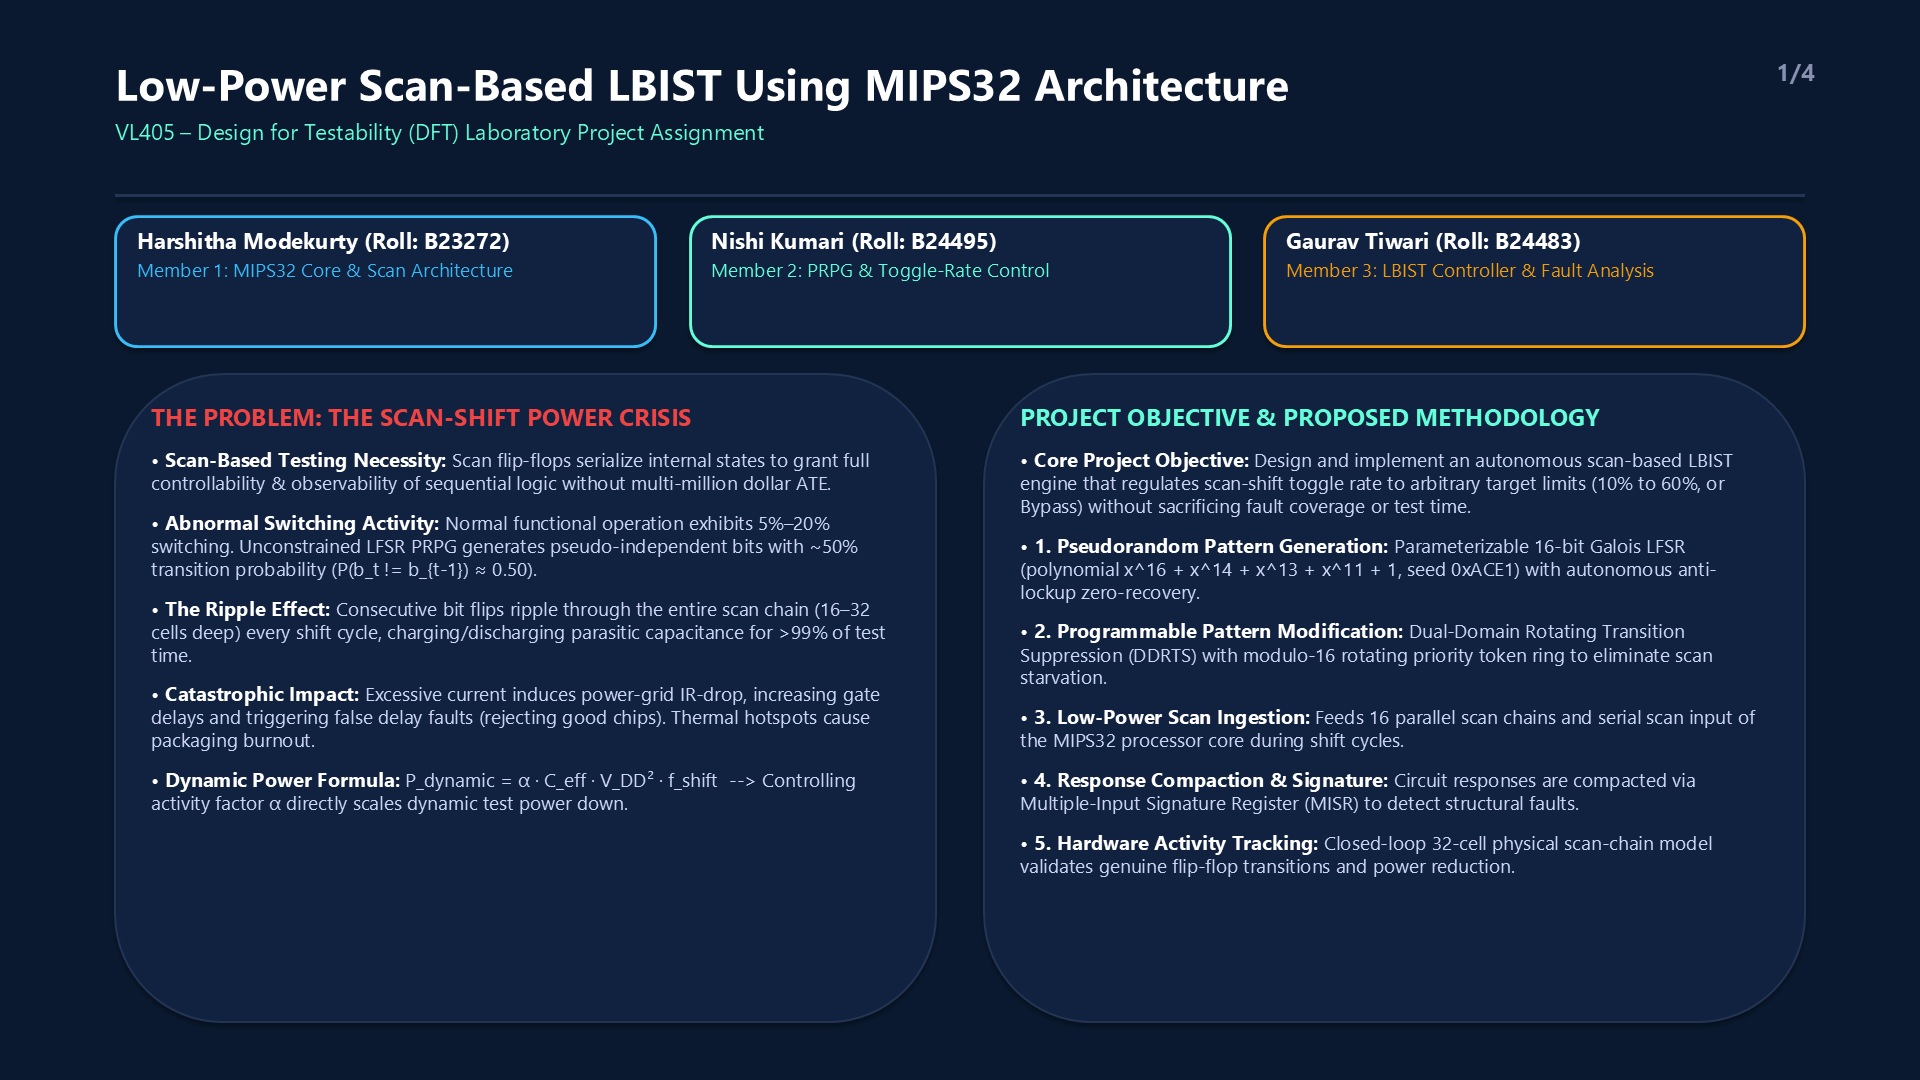 Low-Power Scan-Based LBIST Using MIPS32 Architecture
1/4
VL405 – Design for Testability (DFT) Laboratory Project Assignment
Harshitha Modekurty (Roll: B23272)
Member 1: MIPS32 Core & Scan Architecture
Nishi Kumari (Roll: B24495)
Member 2: PRPG & Toggle-Rate Control
Gaurav Tiwari (Roll: B24483)
Member 3: LBIST Controller & Fault Analysis
THE PROBLEM: THE SCAN-SHIFT POWER CRISIS
• Scan-Based Testing Necessity: Scan flip-flops serialize internal states to grant full
controllability & observability of sequential logic without multi-million dollar ATE.
• Abnormal Switching Activity: Normal functional operation exhibits 5%–20%
switching. Unconstrained LFSR PRPG generates pseudo-independent bits with ~50%
transition probability (P(b_t != b_{t-1}) ≈ 0.50).
• The Ripple Effect: Consecutive bit flips ripple through the entire scan chain (16–32
cells deep) every shift cycle, charging/discharging parasitic capacitance for >99% of test
time.
• Catastrophic Impact: Excessive current induces power-grid IR-drop, increasing gate
delays and triggering false delay faults (rejecting good chips). Thermal hotspots cause
packaging burnout.
• Dynamic Power Formula: P_dynamic = α · C_eff · V_DD² · f_shift  --> Controlling
activity factor α directly scales dynamic test power down.
PROJECT OBJECTIVE & PROPOSED METHODOLOGY
• Core Project Objective: Design and implement an autonomous scan-based LBIST
engine that regulates scan-shift toggle rate to arbitrary target limits (10% to 60%, or
Bypass) without sacrificing fault coverage or test time.
• 1. Pseudorandom Pattern Generation: Parameterizable 16-bit Galois LFSR
(polynomial x^16 + x^14 + x^13 + x^11 + 1, seed 0xACE1) with autonomous anti-
lockup zero-recovery.
• 2. Programmable Pattern Modification: Dual-Domain Rotating Transition
Suppression (DDRTS) with modulo-16 rotating priority token ring to eliminate scan
starvation.
• 3. Low-Power Scan Ingestion: Feeds 16 parallel scan chains and serial scan input of
the MIPS32 processor core during shift cycles.
• 4. Response Compaction & Signature: Circuit responses are compacted via
Multiple-Input Signature Register (MISR) to detect structural faults.
• 5. Hardware Activity Tracking: Closed-loop 32-cell physical scan-chain model
validates genuine flip-flop transitions and power reduction.